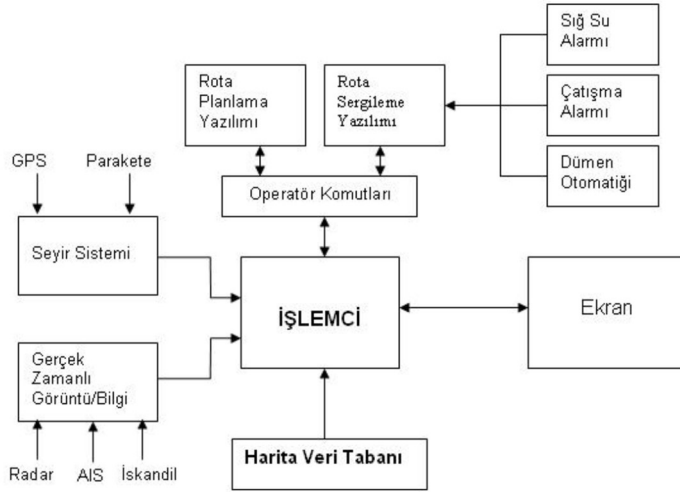 Sığ Su
Alarmı
Rota
Planlama
Yazılımı
Rota
Sergileme
Yazılımı
Çatışma
Alarmı
Dümen
Otomatiği
GPS
Parakete
Operatör Komutları
Seyir Sistemi
İŞLEMCİ
Ekran
Gerçek
Zamanlı
Görüntü/Bilgi
Harita Veri Tabanı
Radar
AIS
İskandil